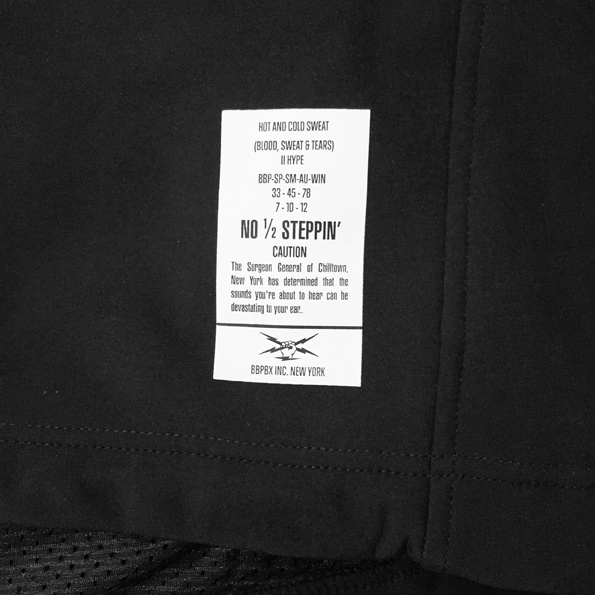 HOT AND COLD SWEAT
(BLOOD, SWEAT & TEARS)
II HYPE
BBP-SP-SM-AU-WIN
33 - 45 - 78
7 - 10 - 12
NO 1/2 STEPPIN'
CAUTION
The Surgeon General of Chilltown,
New York has determined that the
sounds you're about to hear can be
devastating to your ear..
BBPBX INC. NEW YORK